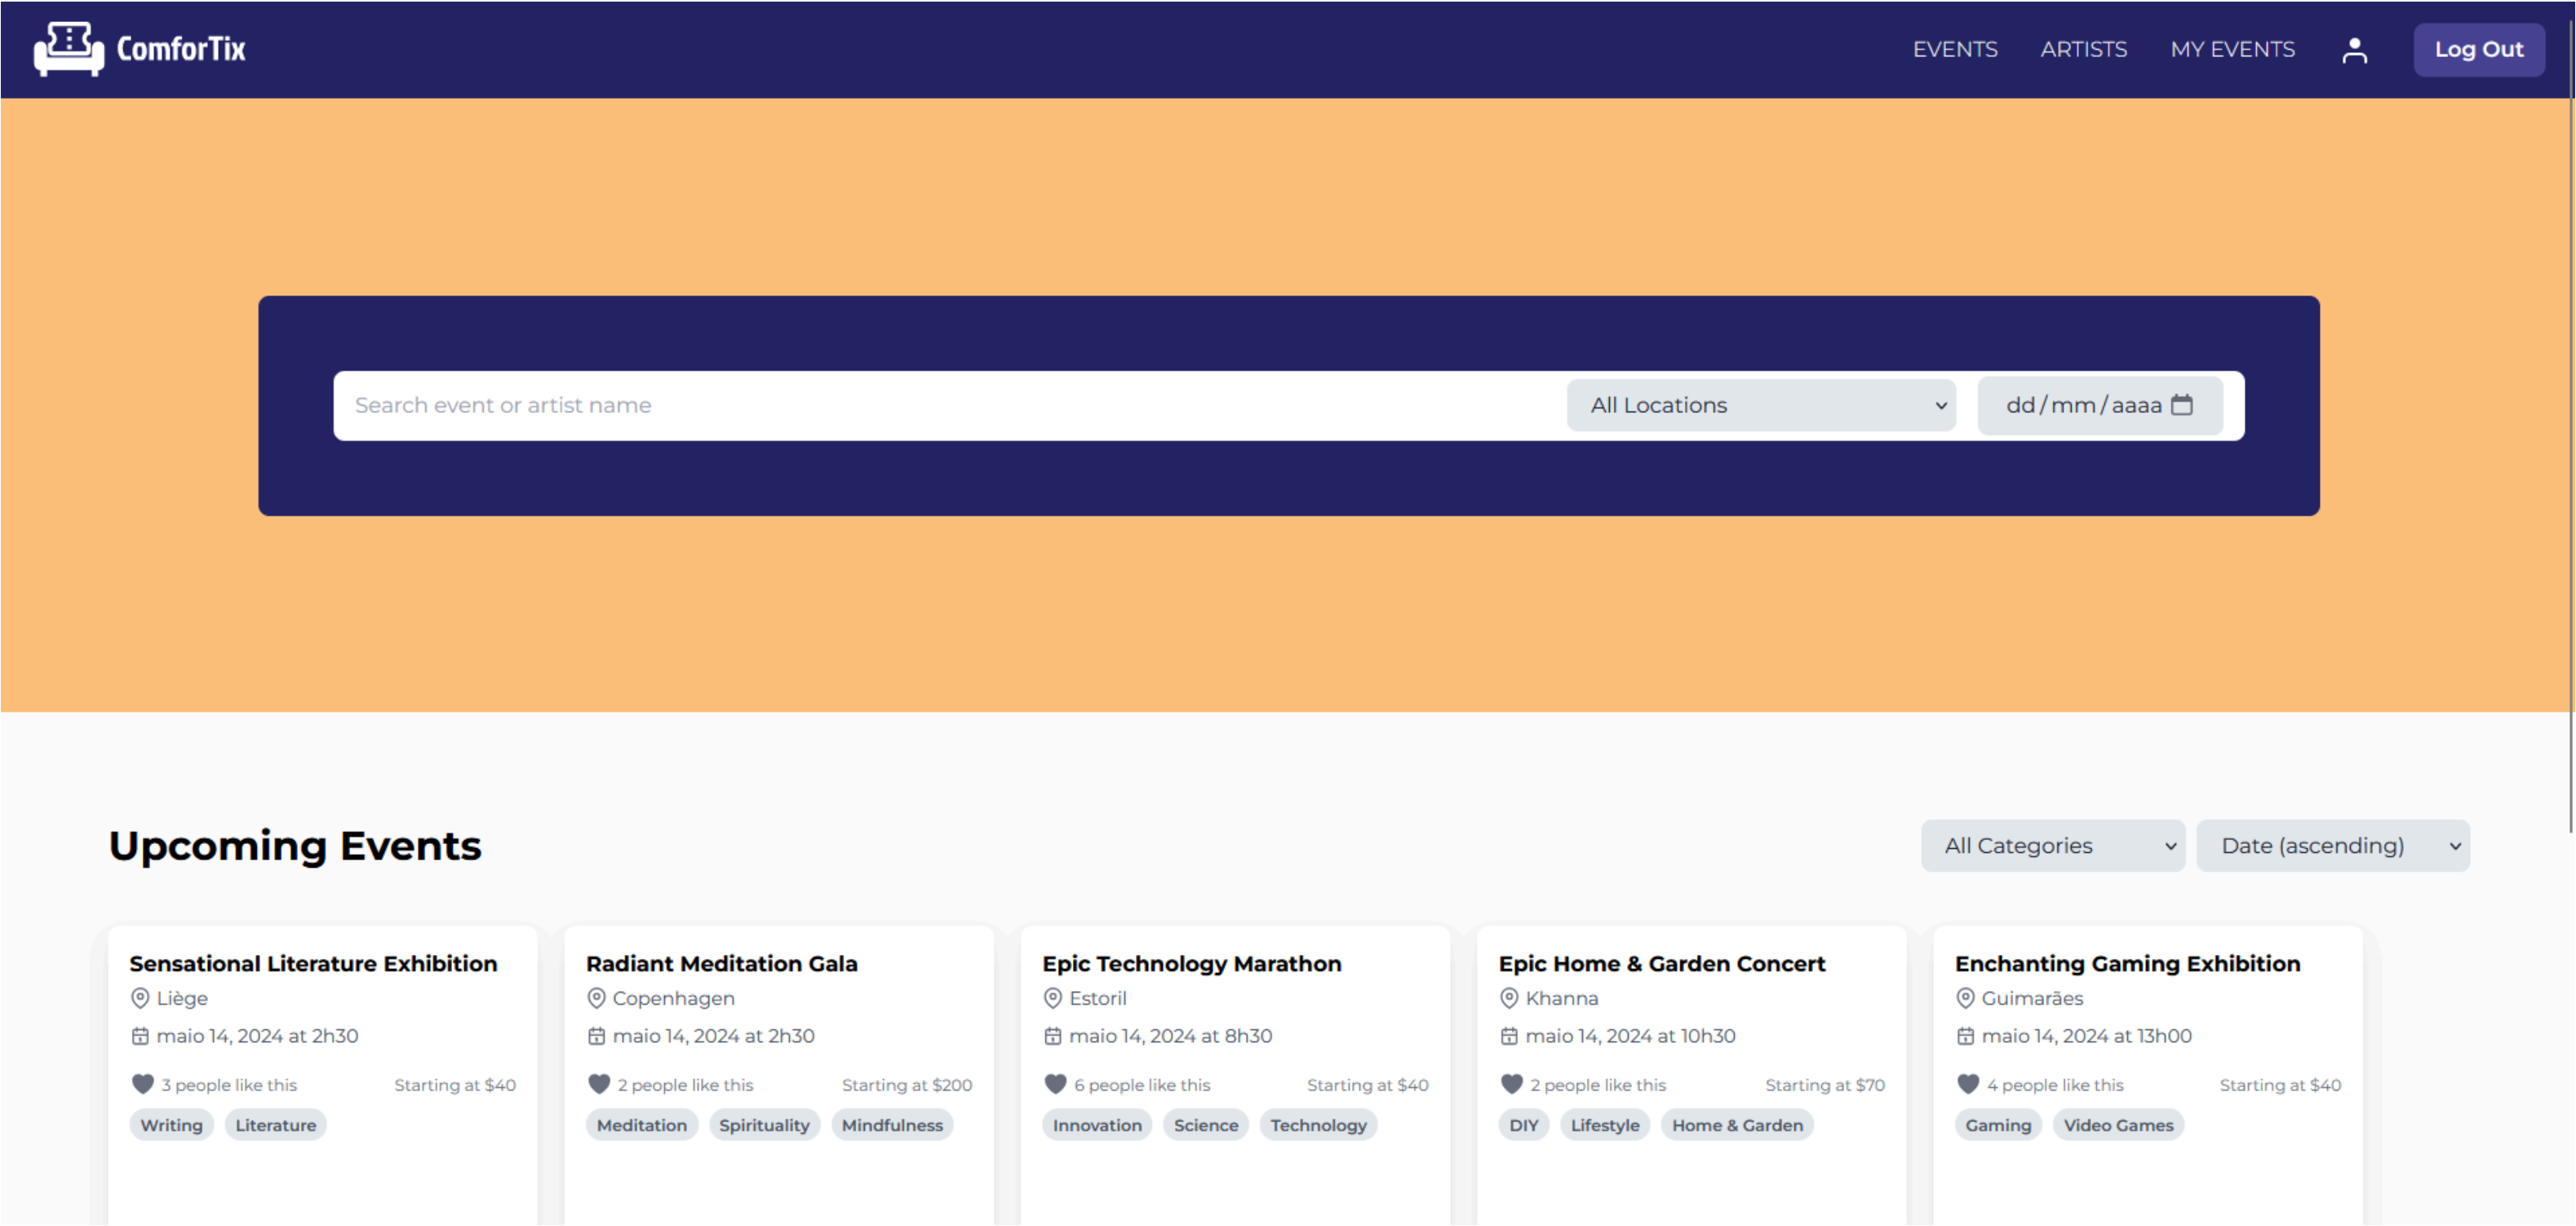 ComforTix EVENTS ARTISTS MY EVENTS Log Out
Search event or artist name All Locations dd/mm/aaaa
Upcoming Events All Categories Date (ascending)
Sensational Literature Exhibition
Liège
maio 14, 2024 at 2h30
3 people like this Starting at $40
Writing Literature
Radiant Meditation Gala
Copenhagen
maio 14, 2024 at 2h30
2 people like this Starting at $200
Meditation Spirituality Mindfulness
Epic Technology Marathon
Estoril
maio 14, 2024 at 8h30
6 people like this Starting at $40
Innovation Science Technology
Epic Home & Garden Concert
Khanna
maio 14, 2024 at 10h30
2 people like this Starting at $70
DIY Lifestyle Home & Garden
Enchanting Gaming Exhibition
Guimarães
maio 14, 2024 at 13h00
4 people like this Starting at $40
Gaming Video Games